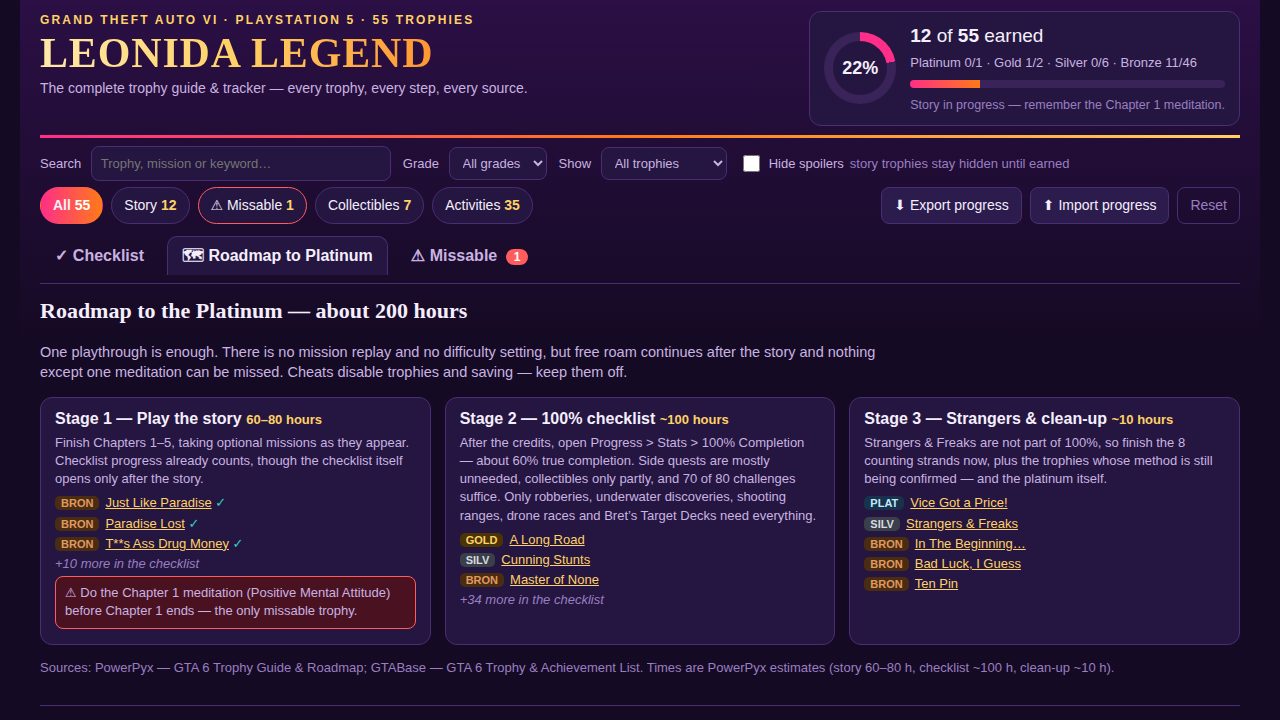 GRAND THEFT AUTO VI · PLAYSTATION 5 · 55 TROPHIES
LEONIDA LEGEND
The complete trophy guide & tracker — every trophy, every step, every source.
22%
12 of 55 earned
Platinum 0/1 · Gold 1/2 · Silver 0/6 · Bronze 11/46
Story in progress — remember the Chapter 1 meditation.
Search Trophy, mission or keyword… Grade All grades Show All trophies Hide spoilers story trophies stay hidden until earned
All 55 Story 12 ⚠ Missable 1 Collectibles 7 Activities 35 ⬇ Export progress ⬆ Import progress Reset
✓ Checklist 🗺 Roadmap to Platinum ⚠ Missable 1
Roadmap to the Platinum — about 200 hours
One playthrough is enough. There is no mission replay and no difficulty setting, but free roam continues after the story and nothing
except one meditation can be missed. Cheats disable trophies and saving — keep them off.
Stage 1 — Play the story 60–80 hours
Finish Chapters 1–5, taking optional missions as they appear.
Checklist progress already counts, though the checklist itself
opens only after the story.
BRON Just Like Paradise ✓
BRON Paradise Lost ✓
BRON T**s Ass Drug Money ✓
+10 more in the checklist
⚠ Do the Chapter 1 meditation (Positive Mental Attitude)
before Chapter 1 ends — the only missable trophy.
Stage 2 — 100% checklist ~100 hours
After the credits, open Progress > Stats > 100% Completion
— about 60% true completion. Side quests are mostly
unneeded, collectibles only partly, and 70 of 80 challenges
suffice. Only robberies, underwater discoveries, shooting
ranges, drone races and Bret's Target Decks need everything.
GOLD A Long Road
SILV Cunning Stunts
BRON Master of None
+34 more in the checklist
Stage 3 — Strangers & clean-up ~10 hours
Strangers & Freaks are not part of 100%, so finish the 8
counting strands now, plus the trophies whose method is still
being confirmed — and the platinum itself.
PLAT Vice Got a Price!
SILV Strangers & Freaks
BRON In The Beginning…
BRON Bad Luck, I Guess
BRON Ten Pin
Sources: PowerPyx — GTA 6 Trophy Guide & Roadmap; GTABase — GTA 6 Trophy & Achievement List. Times are PowerPyx estimates (story 60–80 h, checklist ~100 h, clean-up ~10 h).